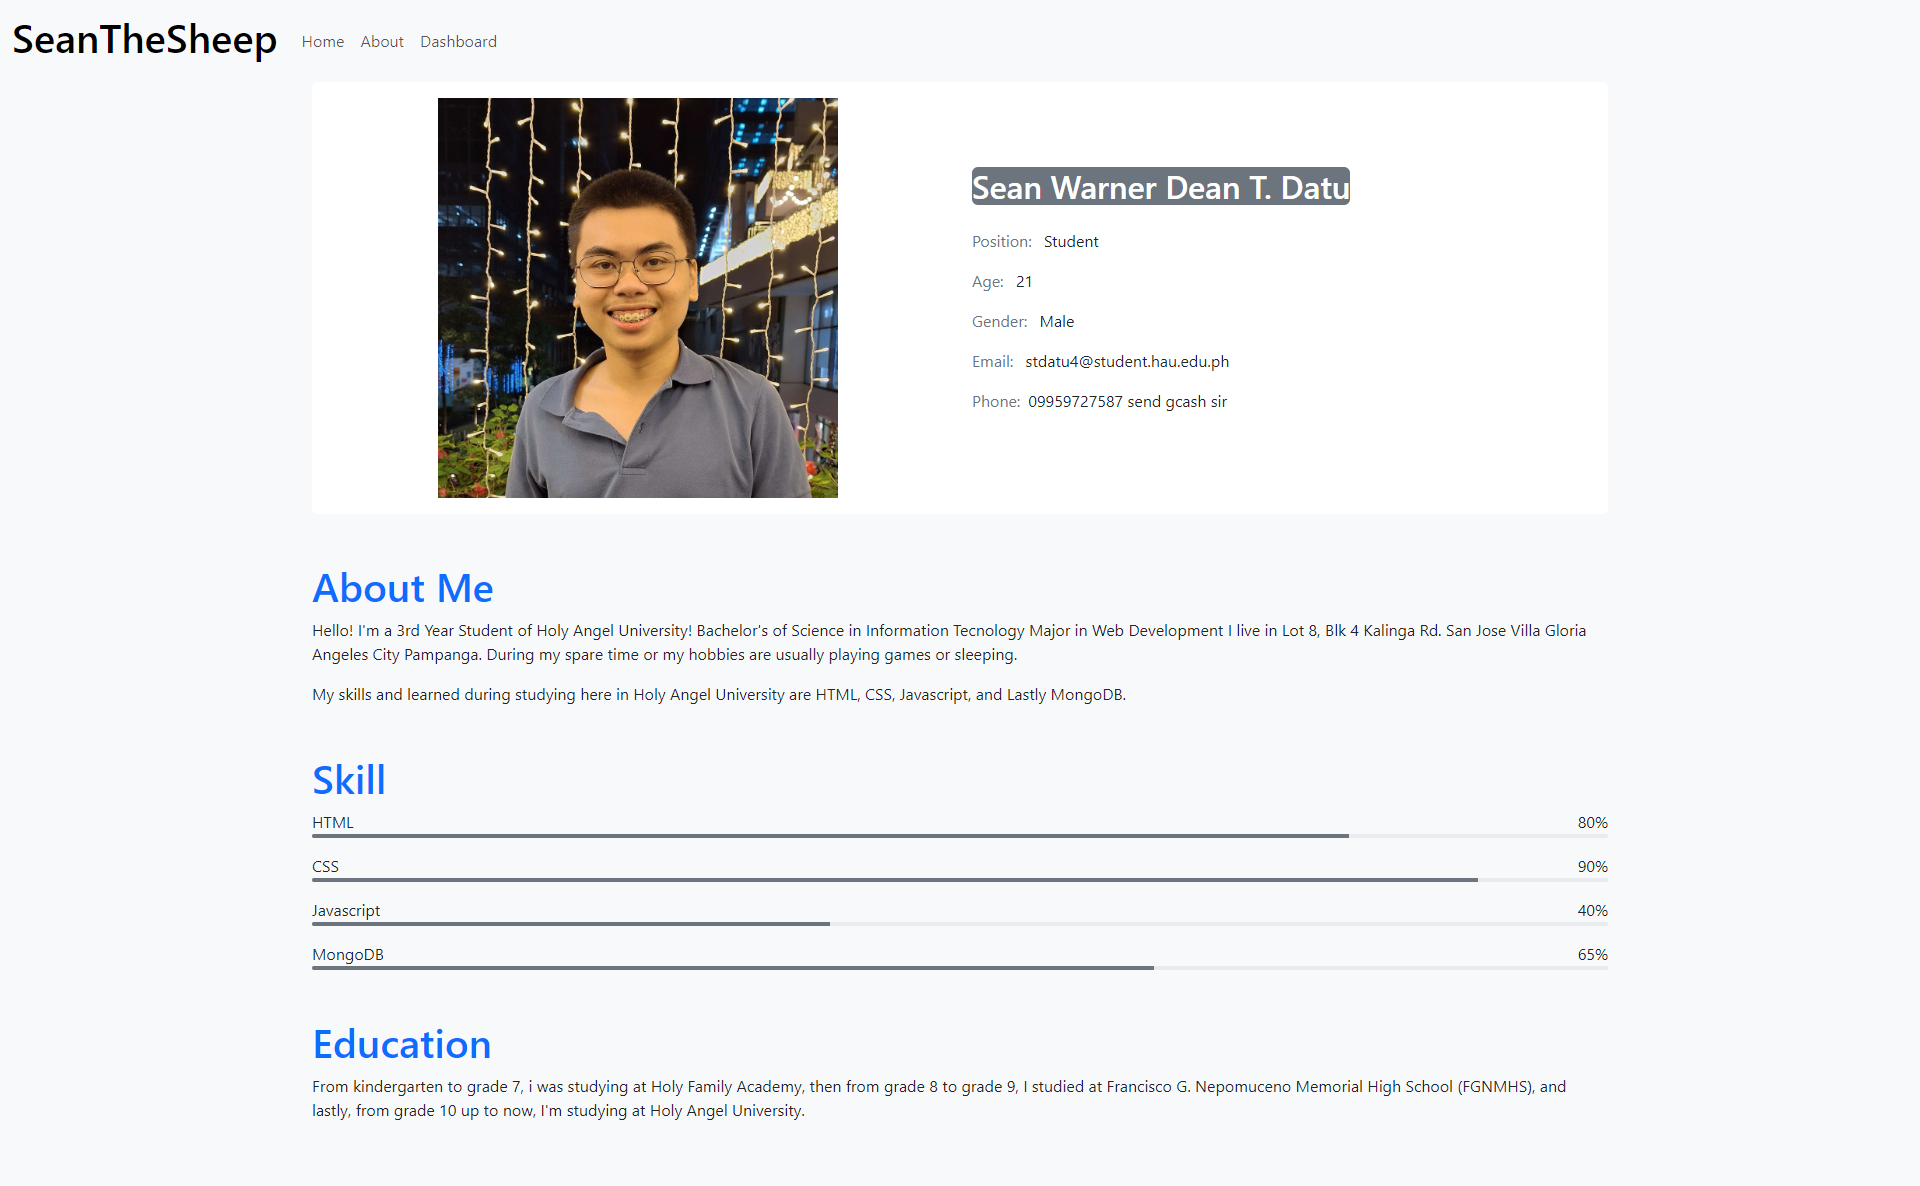 SeanTheSheep Home About Dashboard
Sean Warner Dean T. Datu
Position: Student
Age: 21
Gender: Male
Email: stdatu4@student.hau.edu.ph
Phone: 09959727587 send gcash sir
About Me
Hello! I'm a 3rd Year Student of Holy Angel University! Bachelor's of Science in Information Tecnology Major in Web Development I live in Lot 8, Blk 4 Kalinga Rd. San Jose Villa Gloria
Angeles City Pampanga. During my spare time or my hobbies are usually playing games or sleeping.
My skills and learned during studying here in Holy Angel University are HTML, CSS, Javascript, and Lastly MongoDB.
Skill
HTML 80%
CSS 90%
Javascript 40%
MongoDB 65%
Education
From kindergarten to grade 7, i was studying at Holy Family Academy, then from grade 8 to grade 9, I studied at Francisco G. Nepomuceno Memorial High School (FGNMHS), and
lastly, from grade 10 up to now, I'm studying at Holy Angel University.